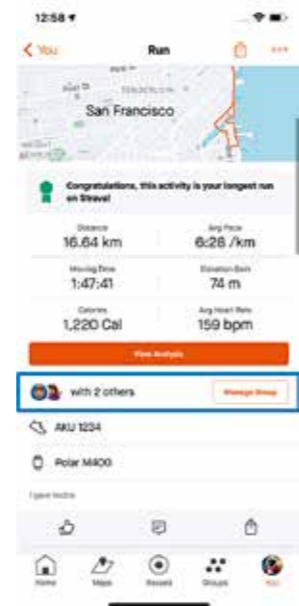 12:58
You
Run
San Francisco
Congratulations, this activity is your longest run
on Strava!
Distance
Avg Pace
16.64 km
6:28 /km
Moving Time
Elevation Gain
1:47:41
74 m
Calories
Avg Heart Rate
1,220 Cal
159 bpm
View Analysis
with 2 others
Manage Group
AKU 1234
Polar M400
Home
Maps
Record
Groups
You